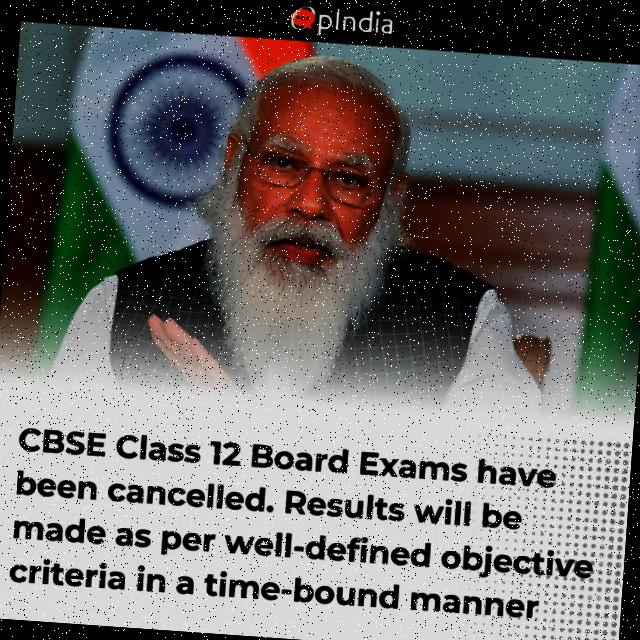 OpIndia
CBSE Class 12 Board Exams have
been cancelled. Results will be
made as per well-defined objective
criteria in a time-bound manner